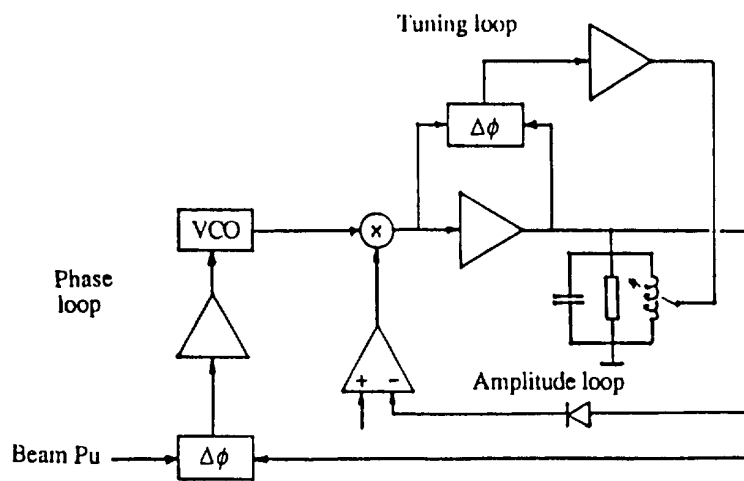 Tuning loop
Δϕ
VCO
×
Phase
loop
+ −
Amplitude loop
Beam Pu
Δϕ